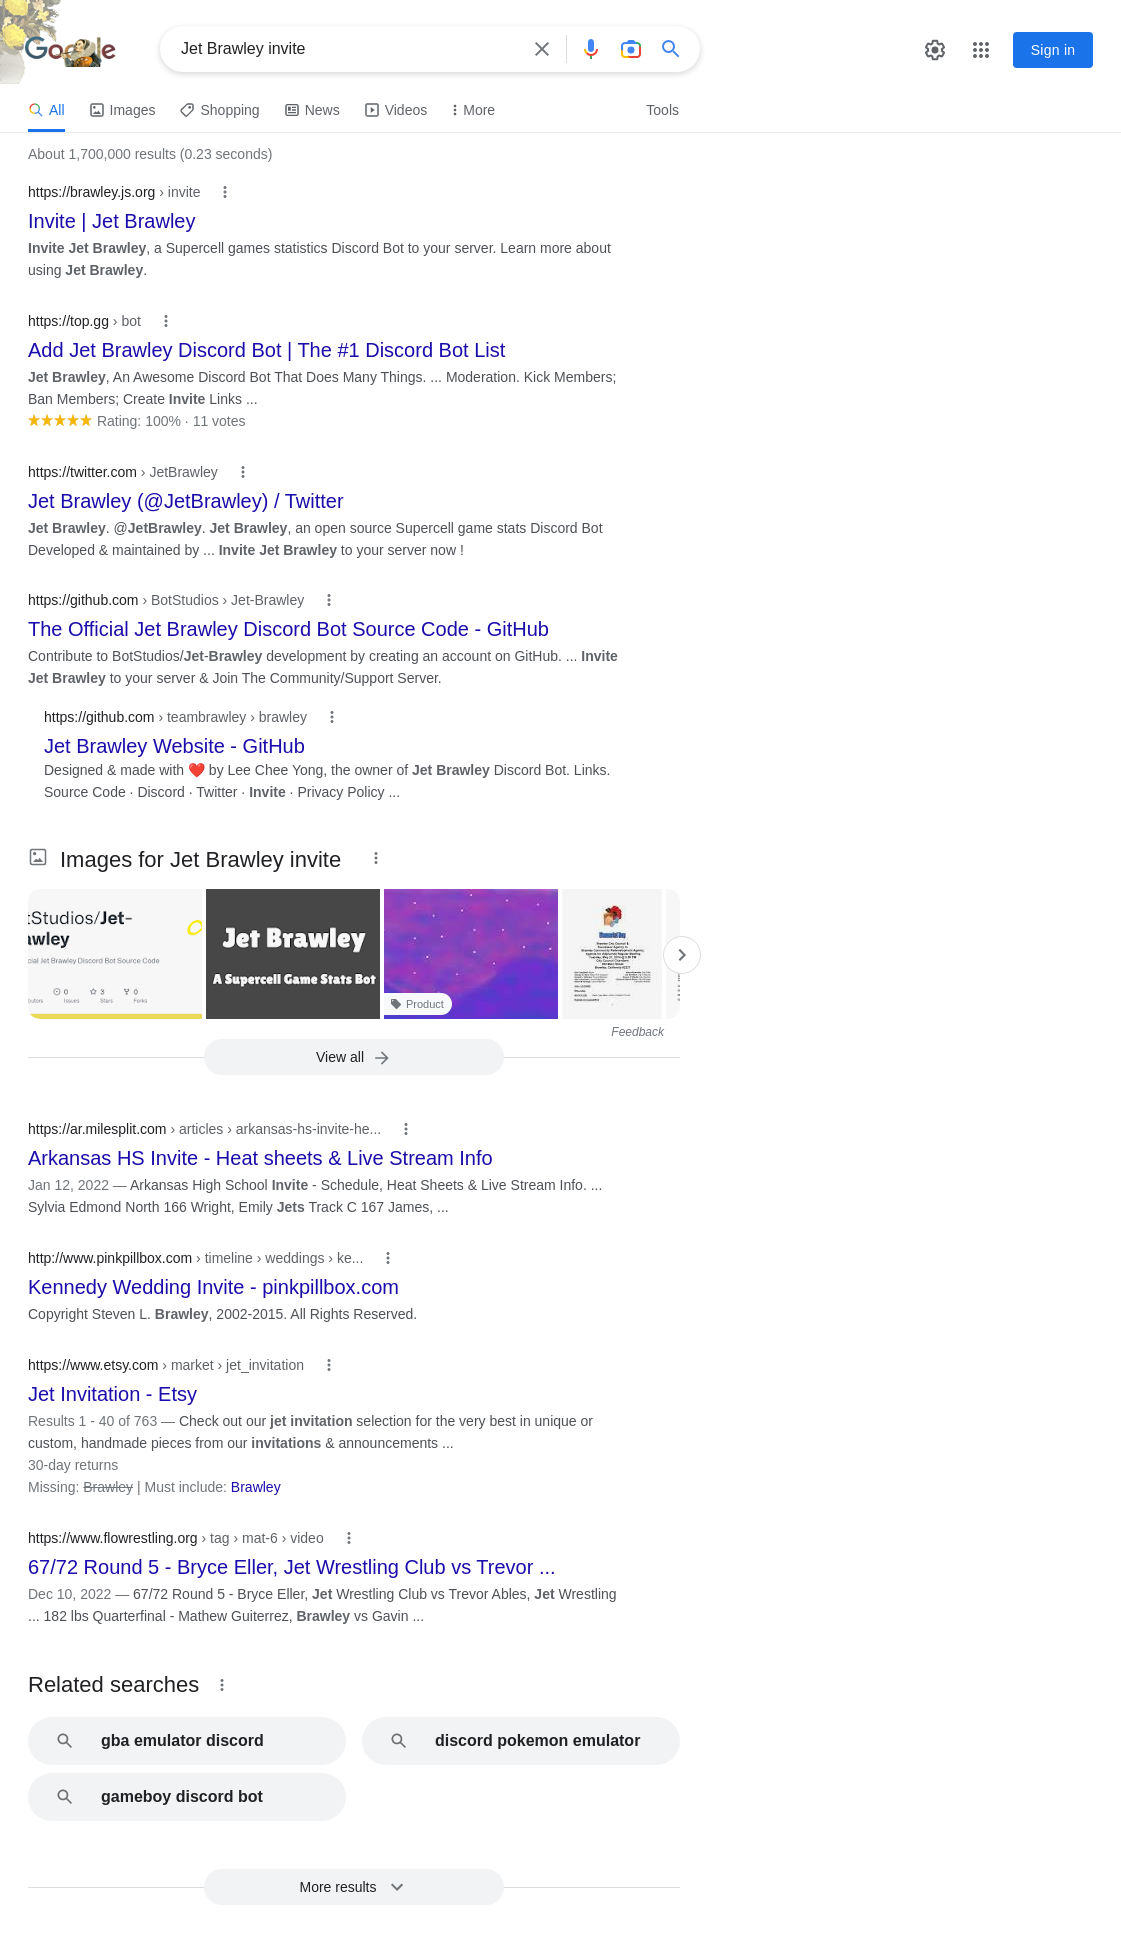 Google
Jet Brawley invite
Sign in
All
Images
Shopping
News
Videos
More
Tools
About 1,700,000 results (0.23 seconds)
https://brawley.js.org › invite
Invite | Jet Brawley
Invite Jet Brawley, a Supercell games statistics Discord Bot to your server. Learn more about
using Jet Brawley.
https://top.gg › bot
Add Jet Brawley Discord Bot | The #1 Discord Bot List
Jet Brawley, An Awesome Discord Bot That Does Many Things. ... Moderation. Kick Members;
Ban Members; Create Invite Links ...
Rating: 100% · 11 votes
https://twitter.com › JetBrawley
Jet Brawley (@JetBrawley) / Twitter
Jet Brawley. @JetBrawley. Jet Brawley, an open source Supercell game stats Discord Bot
Developed & maintained by ... Invite Jet Brawley to your server now !
https://github.com › BotStudios › Jet-Brawley
The Official Jet Brawley Discord Bot Source Code - GitHub
Contribute to BotStudios/Jet-Brawley development by creating an account on GitHub. ... Invite
Jet Brawley to your server & Join The Community/Support Server.
https://github.com › teambrawley › brawley
Jet Brawley Website - GitHub
Designed & made with ❤️ by Lee Chee Yong, the owner of Jet Brawley Discord Bot. Links.
Source Code · Discord · Twitter · Invite · Privacy Policy ...
Images for Jet Brawley invite
tStudios/Jet-
awley
cial Jet Brawley Discord Bot Source Code
0 3 0
butors Issues Stars Forks
Jet Brawley
A Supercell Game Stats Bot
Product
Memorial Day
Feedback
View all
https://ar.milesplit.com › articles › arkansas-hs-invite-he...
Arkansas HS Invite - Heat sheets & Live Stream Info
Jan 12, 2022 — Arkansas High School Invite - Schedule, Heat Sheets & Live Stream Info. ...
Sylvia Edmond North 166 Wright, Emily Jets Track C 167 James, ...
http://www.pinkpillbox.com › timeline › weddings › ke...
Kennedy Wedding Invite - pinkpillbox.com
Copyright Steven L. Brawley, 2002-2015. All Rights Reserved.
https://www.etsy.com › market › jet_invitation
Jet Invitation - Etsy
Results 1 - 40 of 763 — Check out our jet invitation selection for the very best in unique or
custom, handmade pieces from our invitations & announcements ...
30-day returns
Missing: Brawley | Must include: Brawley
https://www.flowrestling.org › tag › mat-6 › video
67/72 Round 5 - Bryce Eller, Jet Wrestling Club vs Trevor ...
Dec 10, 2022 — 67/72 Round 5 - Bryce Eller, Jet Wrestling Club vs Trevor Ables, Jet Wrestling
... 182 lbs Quarterfinal - Mathew Guiterrez, Brawley vs Gavin ...
Related searches
gba emulator discord
discord pokemon emulator
gameboy discord bot
More results